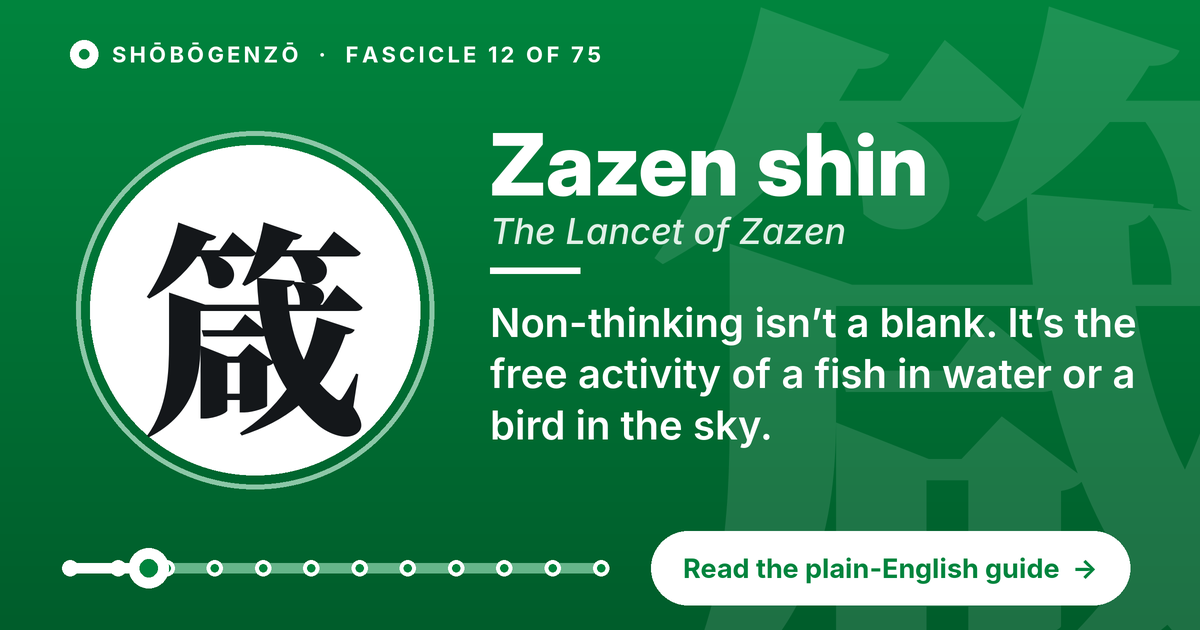 SHŌBŌGENZŌ · FASCICLE 12 OF 75
箴
Zazen shin
The Lancet of Zazen
Non-thinking isn’t a blank. It’s the
free activity of a fish in water or a
bird in the sky.
Read the plain-English guide →